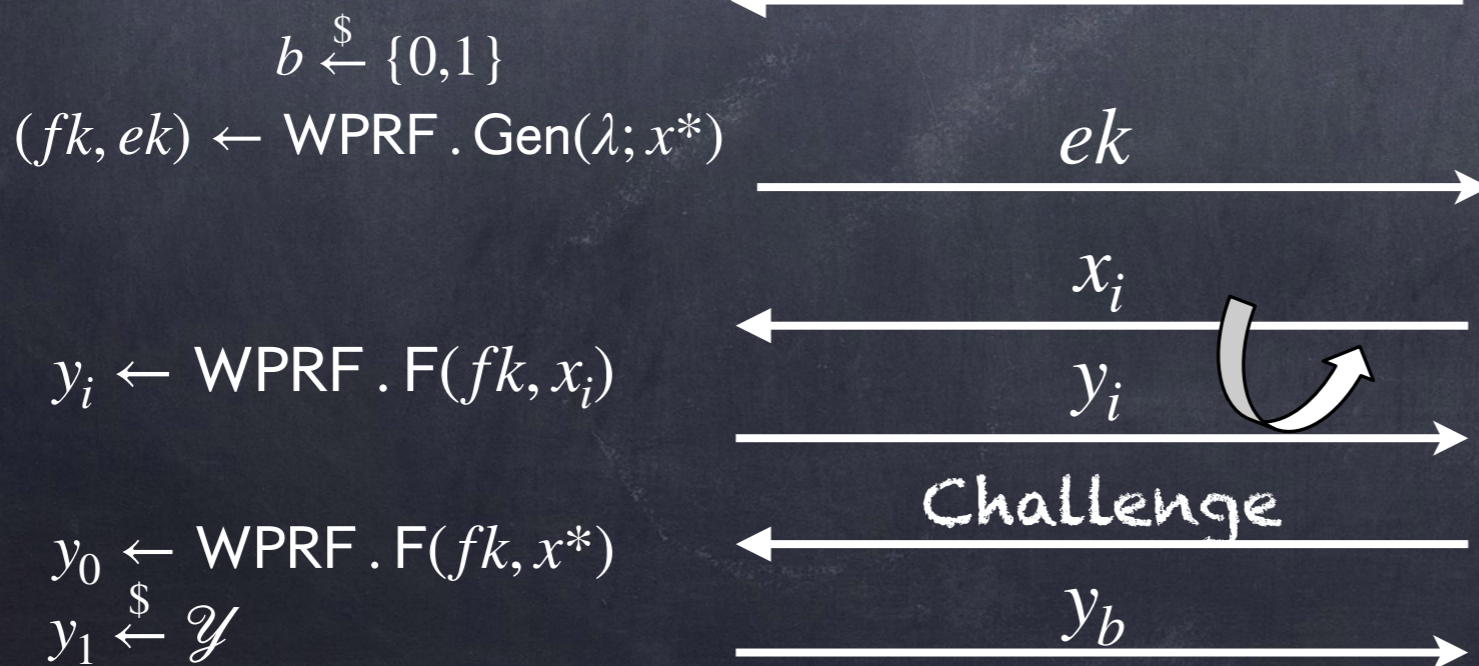 b $← {0,1}
(fk, ek) ← WPRF . Gen(λ; x*)
ek
x_i
y_i ← WPRF . F(fk, x_i)
y_i
Challenge
y_0 ← WPRF . F(fk, x*)
y_1 $← 𝒴
y_b